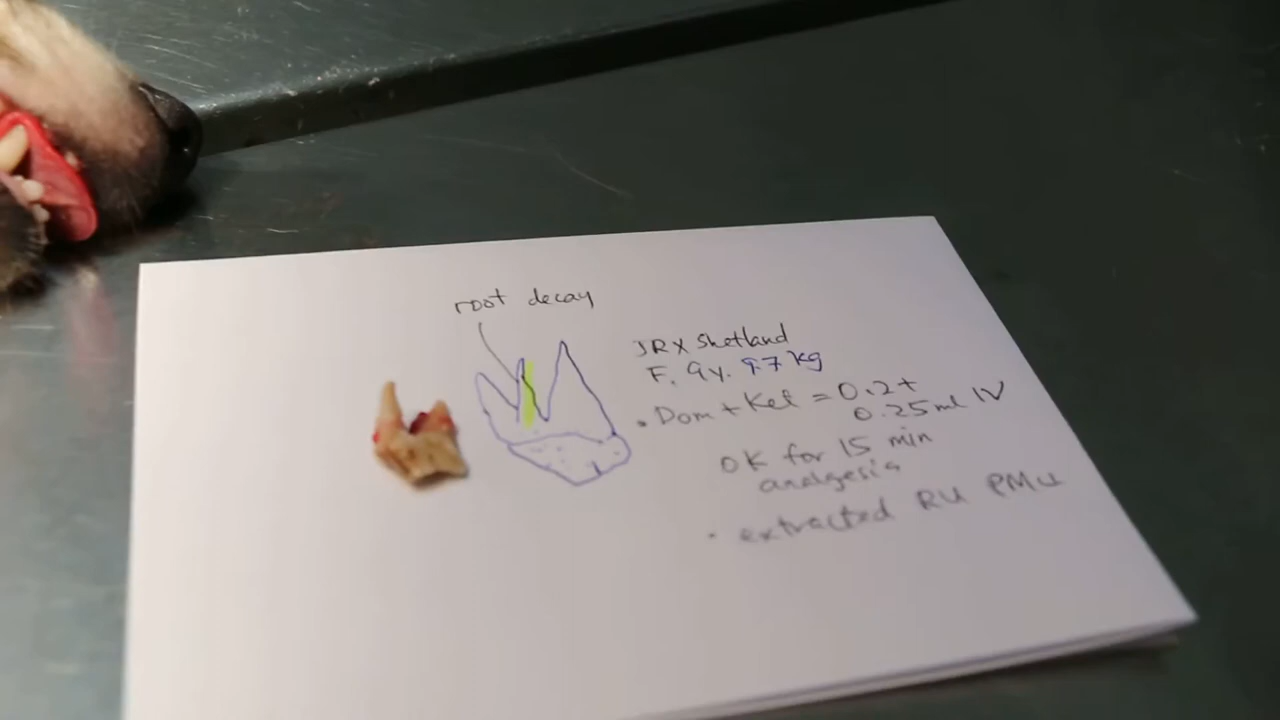 root decay
JRX Shetland
F. 9y. 9.7 kg
• Dom + Ket = 0.2 +
0.25 ml IV
OK for 15 min
analgesia
• extracted RU PM4